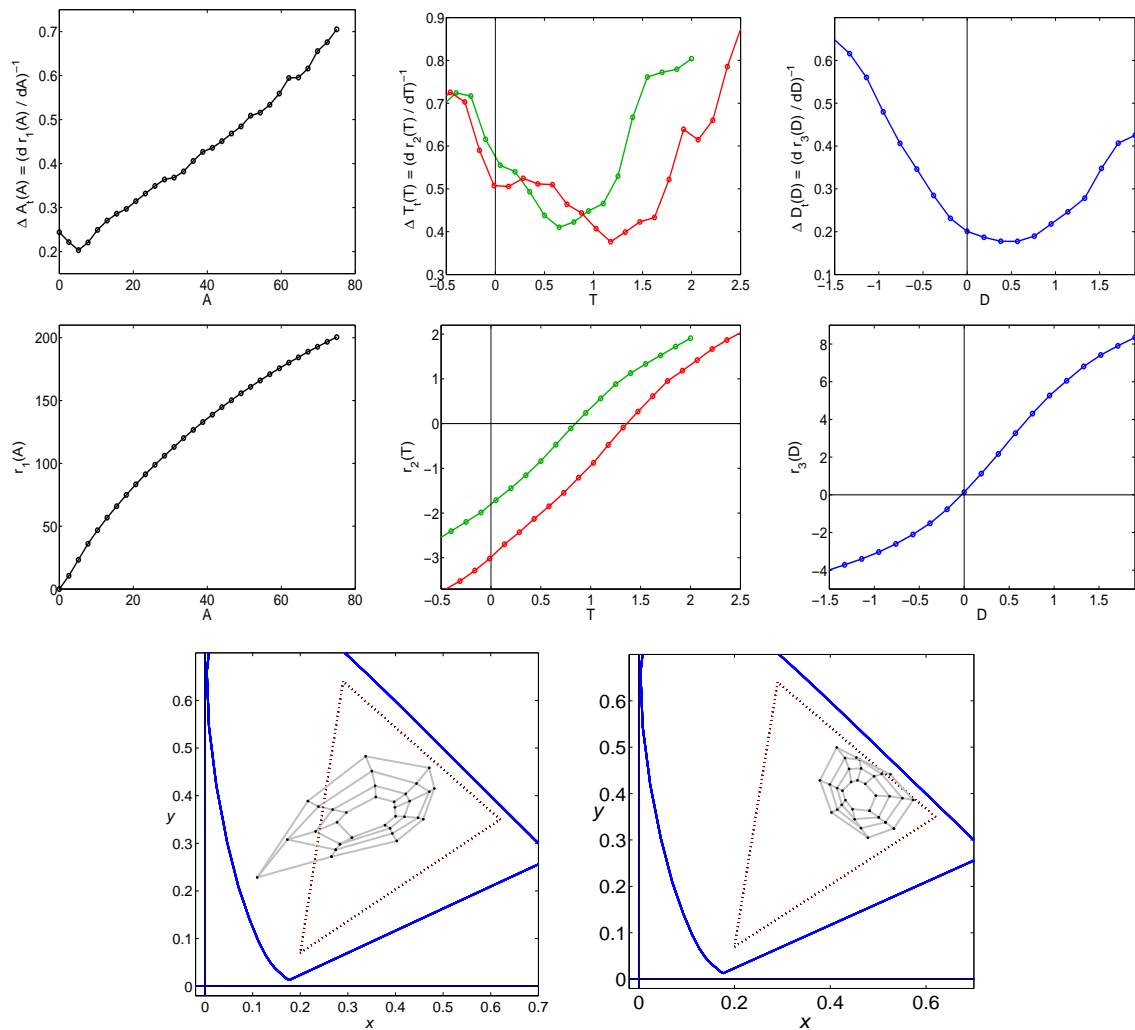 Δ A_t(A) = (d r_1(A) / dA)^−1
0.7
0.6
0.5
0.4
0.3
0.2
0 20 40 60 80
A
Δ T_t(T) = (d r_2(T) / dT)^−1
0.9
0.8
0.7
0.6
0.5
0.4
0.3
−0.5 0 0.5 1 1.5 2 2.5
T
Δ D_t(D) = (d r_3(D) / dD)^−1
0.6
0.5
0.4
0.3
0.2
0.1
−1.5 −1 −0.5 0 0.5 1 1.5
D
r_1(A)
200
150
100
50
0
0 20 40 60 80
A
r_2(T)
2
1
0
−1
−2
−3
−0.5 0 0.5 1 1.5 2 2.5
T
r_3(D)
8
6
4
2
0
−2
−4
−1.5 −1 −0.5 0 0.5 1 1.5
D
y
0.6
0.5
0.4
0.3
0.2
0.1
0
0 0.1 0.2 0.3 0.4 0.5 0.6 0.7
x
y
0.6
0.5
0.4
0.3
0.2
0.1
0
0 0.2 0.4 0.6
x